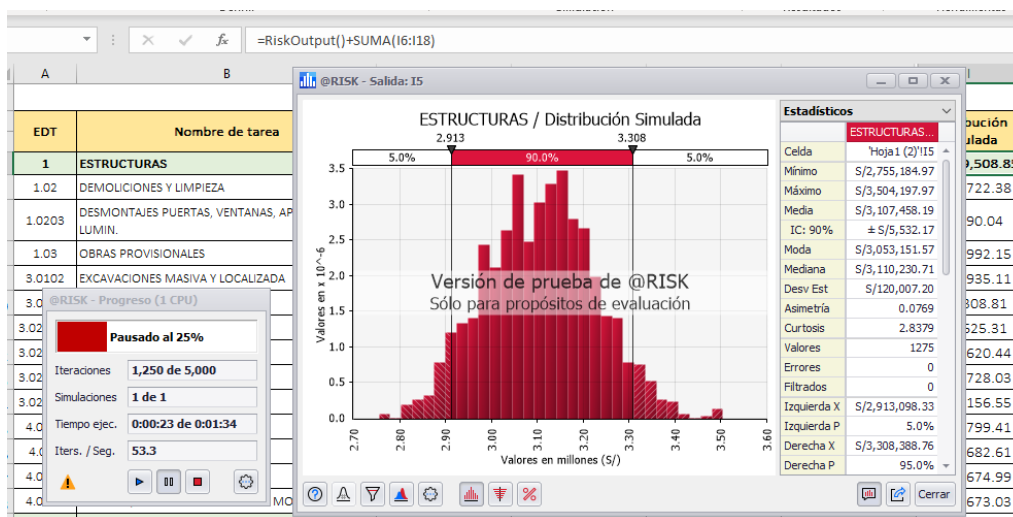 =RiskOutput()+SUMA(I6:I18)
A
B
I
EDT
Nombre de tarea
1
ESTRUCTURAS
1.02
DEMOLICIONES Y LIMPIEZA
722.38
1.0203
DESMONTAJES PUERTAS, VENTANAS, AP
LUMIN.
90.04
1.03
OBRAS PROVISIONALES
992.15
3.0102
EXCAVACIONES MASIVA Y LOCALIZADA
935.11
308.81
525.31
620.44
728.03
156.55
799.41
682.61
674.99
673.03
@RISK - Progreso (1 CPU)
Pausado al 25%
Iteraciones
1,250 de 5,000
Simulaciones
1 de 1
Tiempo ejec.
0:00:23 de 0:01:34
Iters. / Seg.
53.3
@RISK - Salida: I5
ESTRUCTURAS / Distribución Simulada
2.913
3.308
5.0%
90.0%
5.0%
3.5
3.0
2.5
2.0
1.5
1.0
0.5
0.0
Valores en x 10^-6
Versión de prueba de @RISK
Sólo para propósitos de evaluación
2.70
2.80
2.90
3.00
3.10
3.20
3.30
3.40
3.50
3.60
Valores en millones (S/)
Estadísticos
ESTRUCTURAS...
Celda
'Hoja1 (2)'!I5
Mínimo
S/2,755,184.97
Máximo
S/3,504,197.97
Media
S/3,107,458.19
IC: 90%
± S/5,532.17
Moda
S/3,053,151.57
Mediana
S/3,110,230.71
Desv Est
S/120,007.20
Asimetría
0.0769
Curtosis
2.8379
Valores
1275
Errores
0
Filtrados
0
Izquierda X
S/2,913,098.33
Izquierda P
5.0%
Derecha X
S/3,308,388.76
Derecha P
95.0%
Cerrar